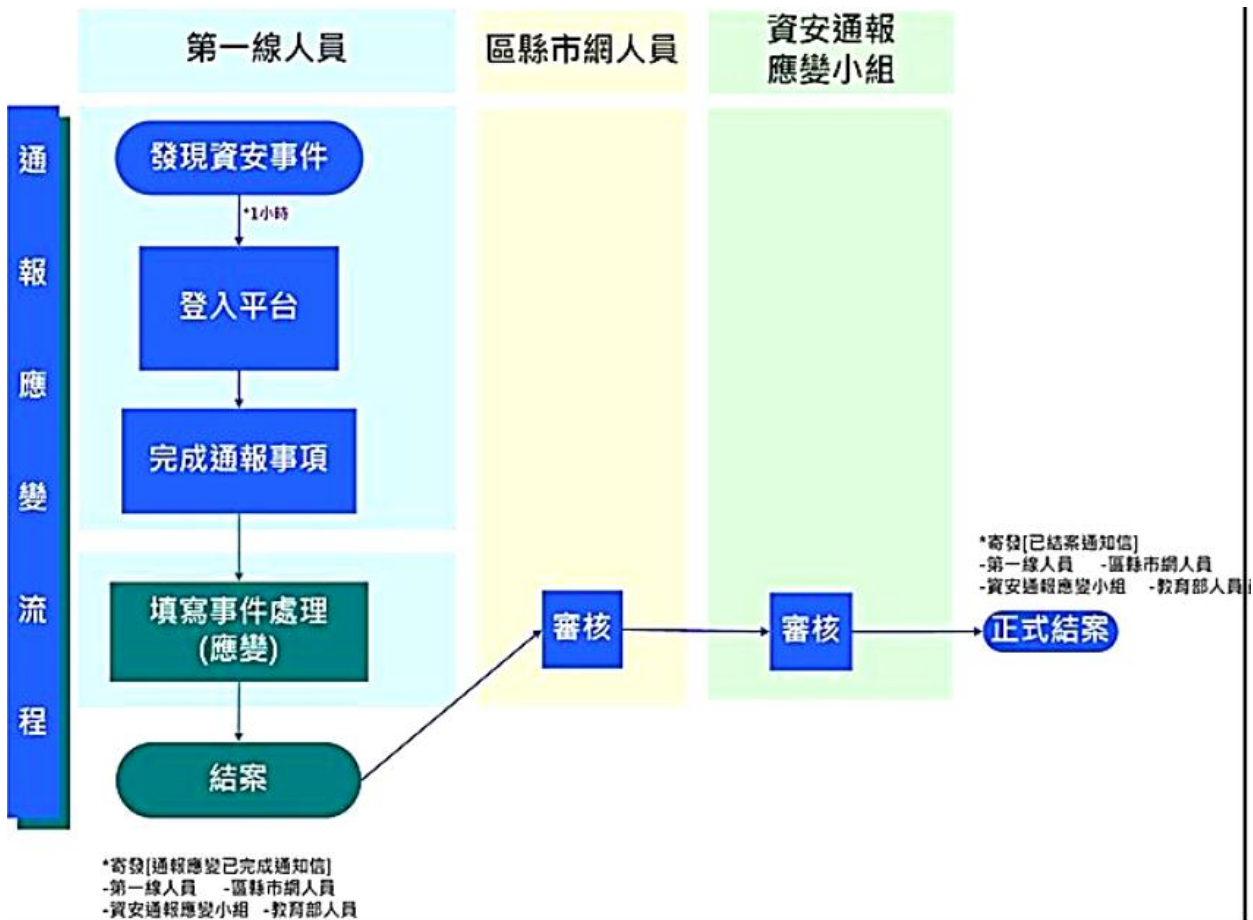 第一線人員
區縣市網人員
資安通報
應變小組
通報應變流程
發現資安事件
*1小時
登入平台
完成通報事項
填寫事件處理
(應變)
結案
審核
審核
*寄發[已結案通知信]
-第一線人員 -區縣市網人員
-資安通報應變小組 -教育部人員
正式結案
*寄發[通報應變已完成通知信]
-第一線人員 -區縣市網人員
-資安通報應變小組 -教育部人員